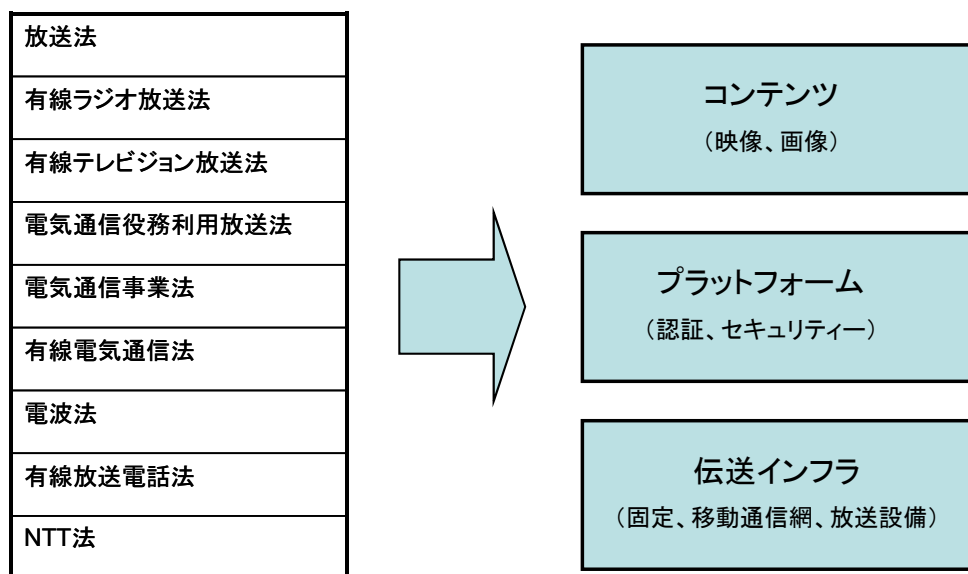 放送法
有線ラジオ放送法
有線テレビジョン放送法
電気通信役務利用放送法
電気通信事業法
有線電気通信法
電波法
有線放送電話法
NTT法
コンテンツ
（映像、画像）
プラットフォーム
（認証、セキュリティー）
伝送インフラ
（固定、移動通信網、放送設備）